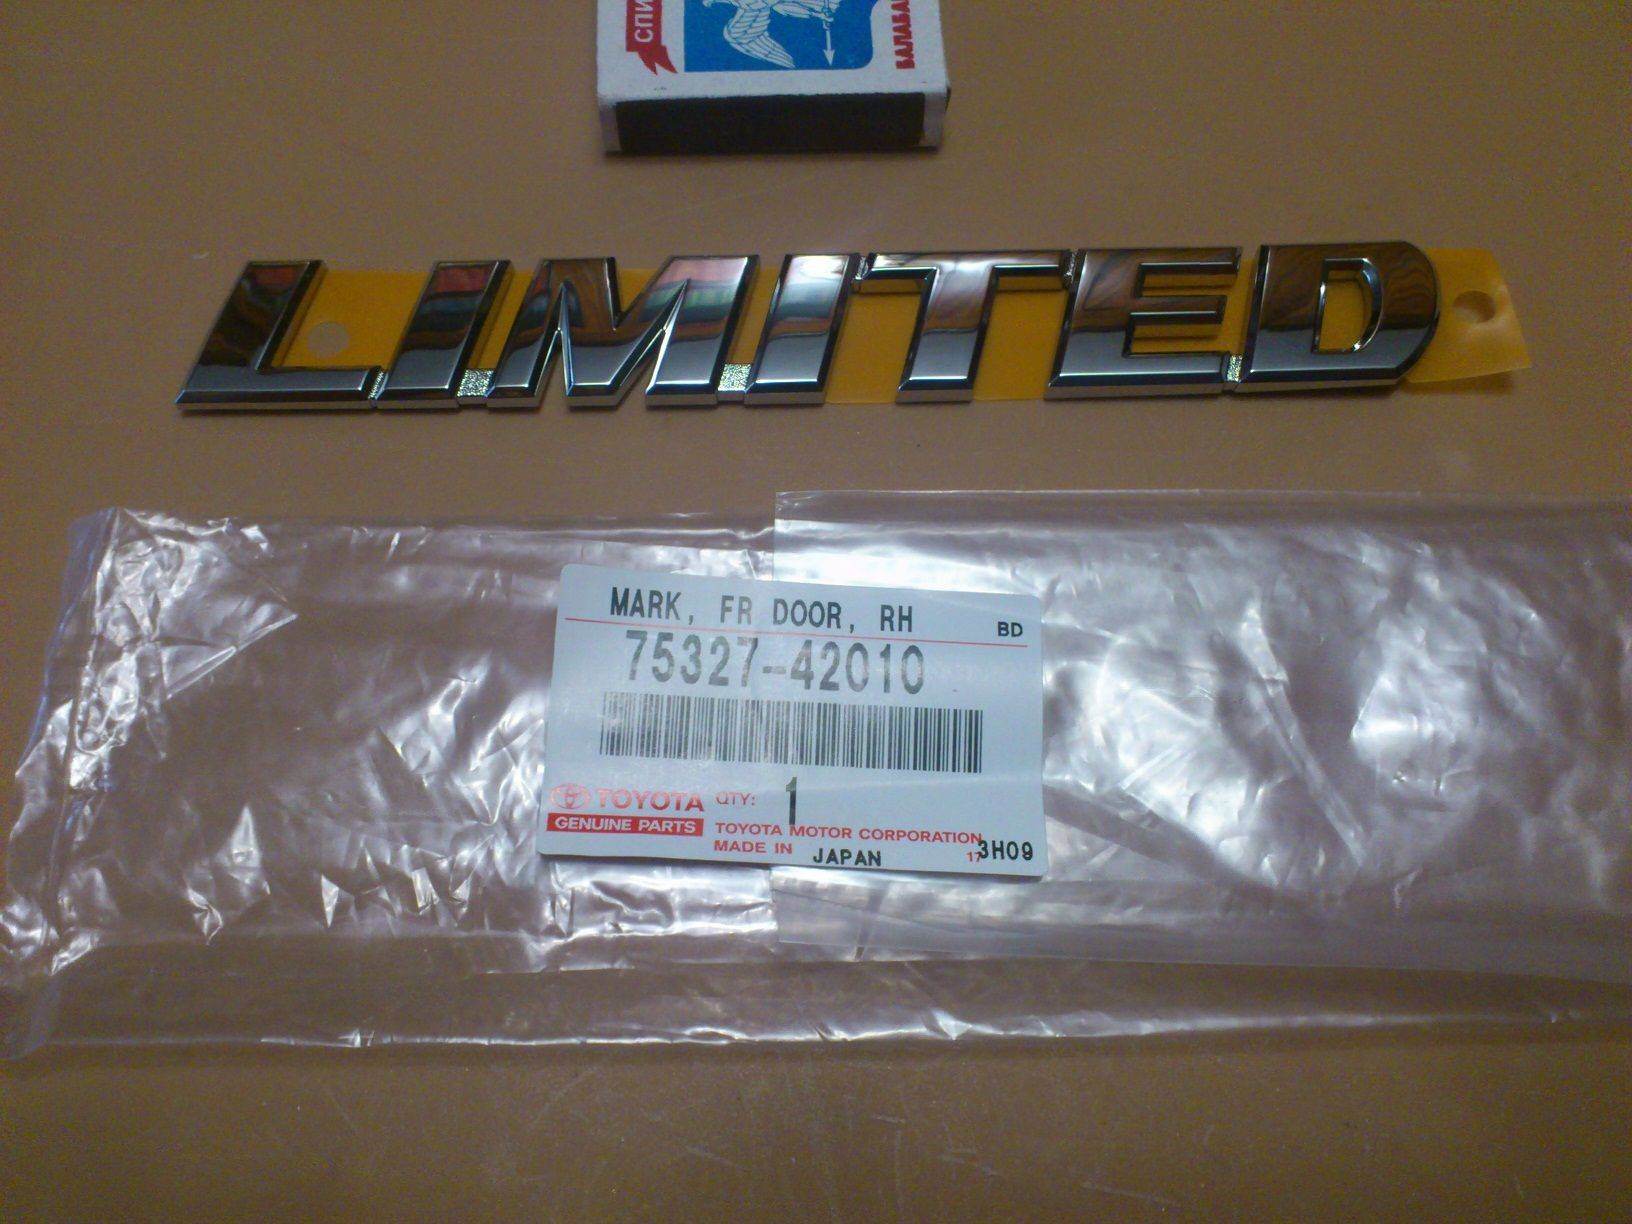 LIMITED
MARK, FR DOOR, RH
BD
75327-42010
TOYOTA QTY: 1
GENUINE PARTS
TOYOTA MOTOR CORPORATION
MADE IN JAPAN
17 3H09